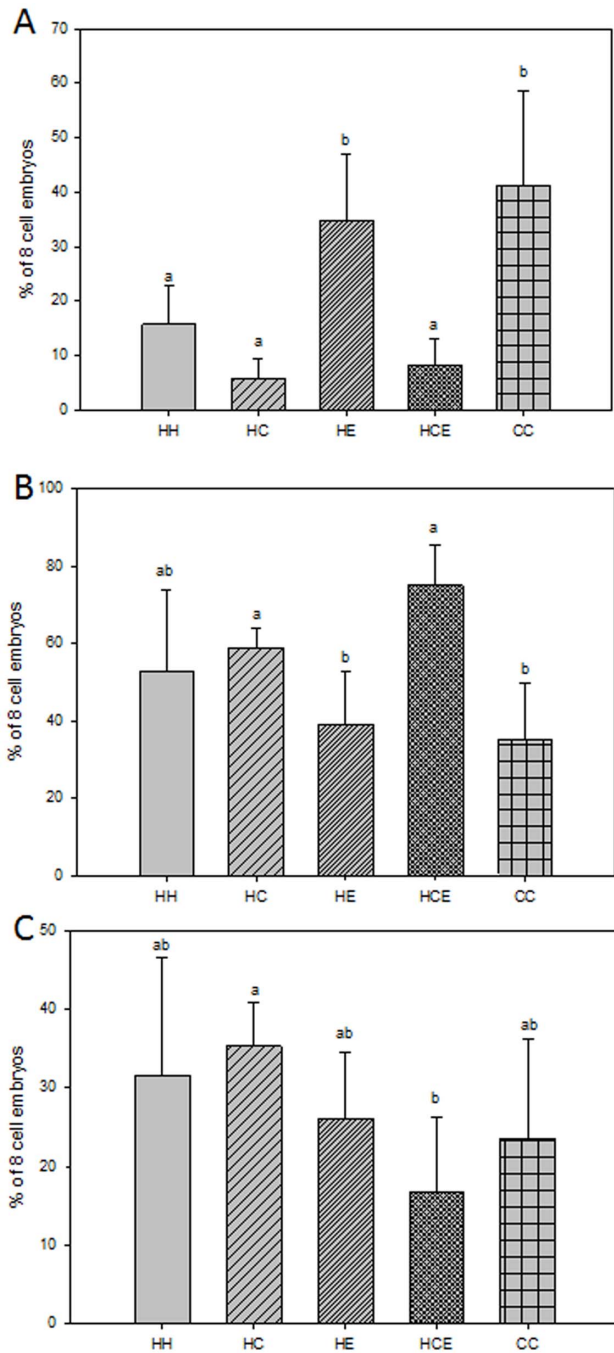 A
70
60
50
40
30
20
10
0
% of 8 cell embryos
a
a
b
a
b
HH HC HE HCE CC
B
100
80
60
40
20
0
% of 8 cell embryos
ab
a
b
a
b
HH HC HE HCE CC
C
50
40
30
20
10
0
% of 8 cell embryos
ab
a
ab
b
ab
HH HC HE HCE CC